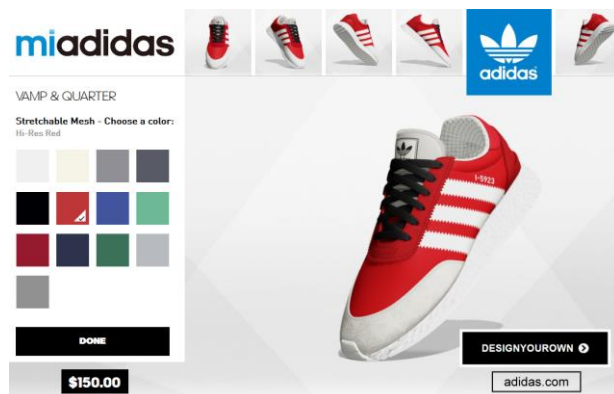 miadidas
adidas
VAMP & QUARTER
Stretchable Mesh - Choose a color:
Hi-Res Red
I-5923
DONE
DESIGNYOUROWN
$150.00
adidas.com